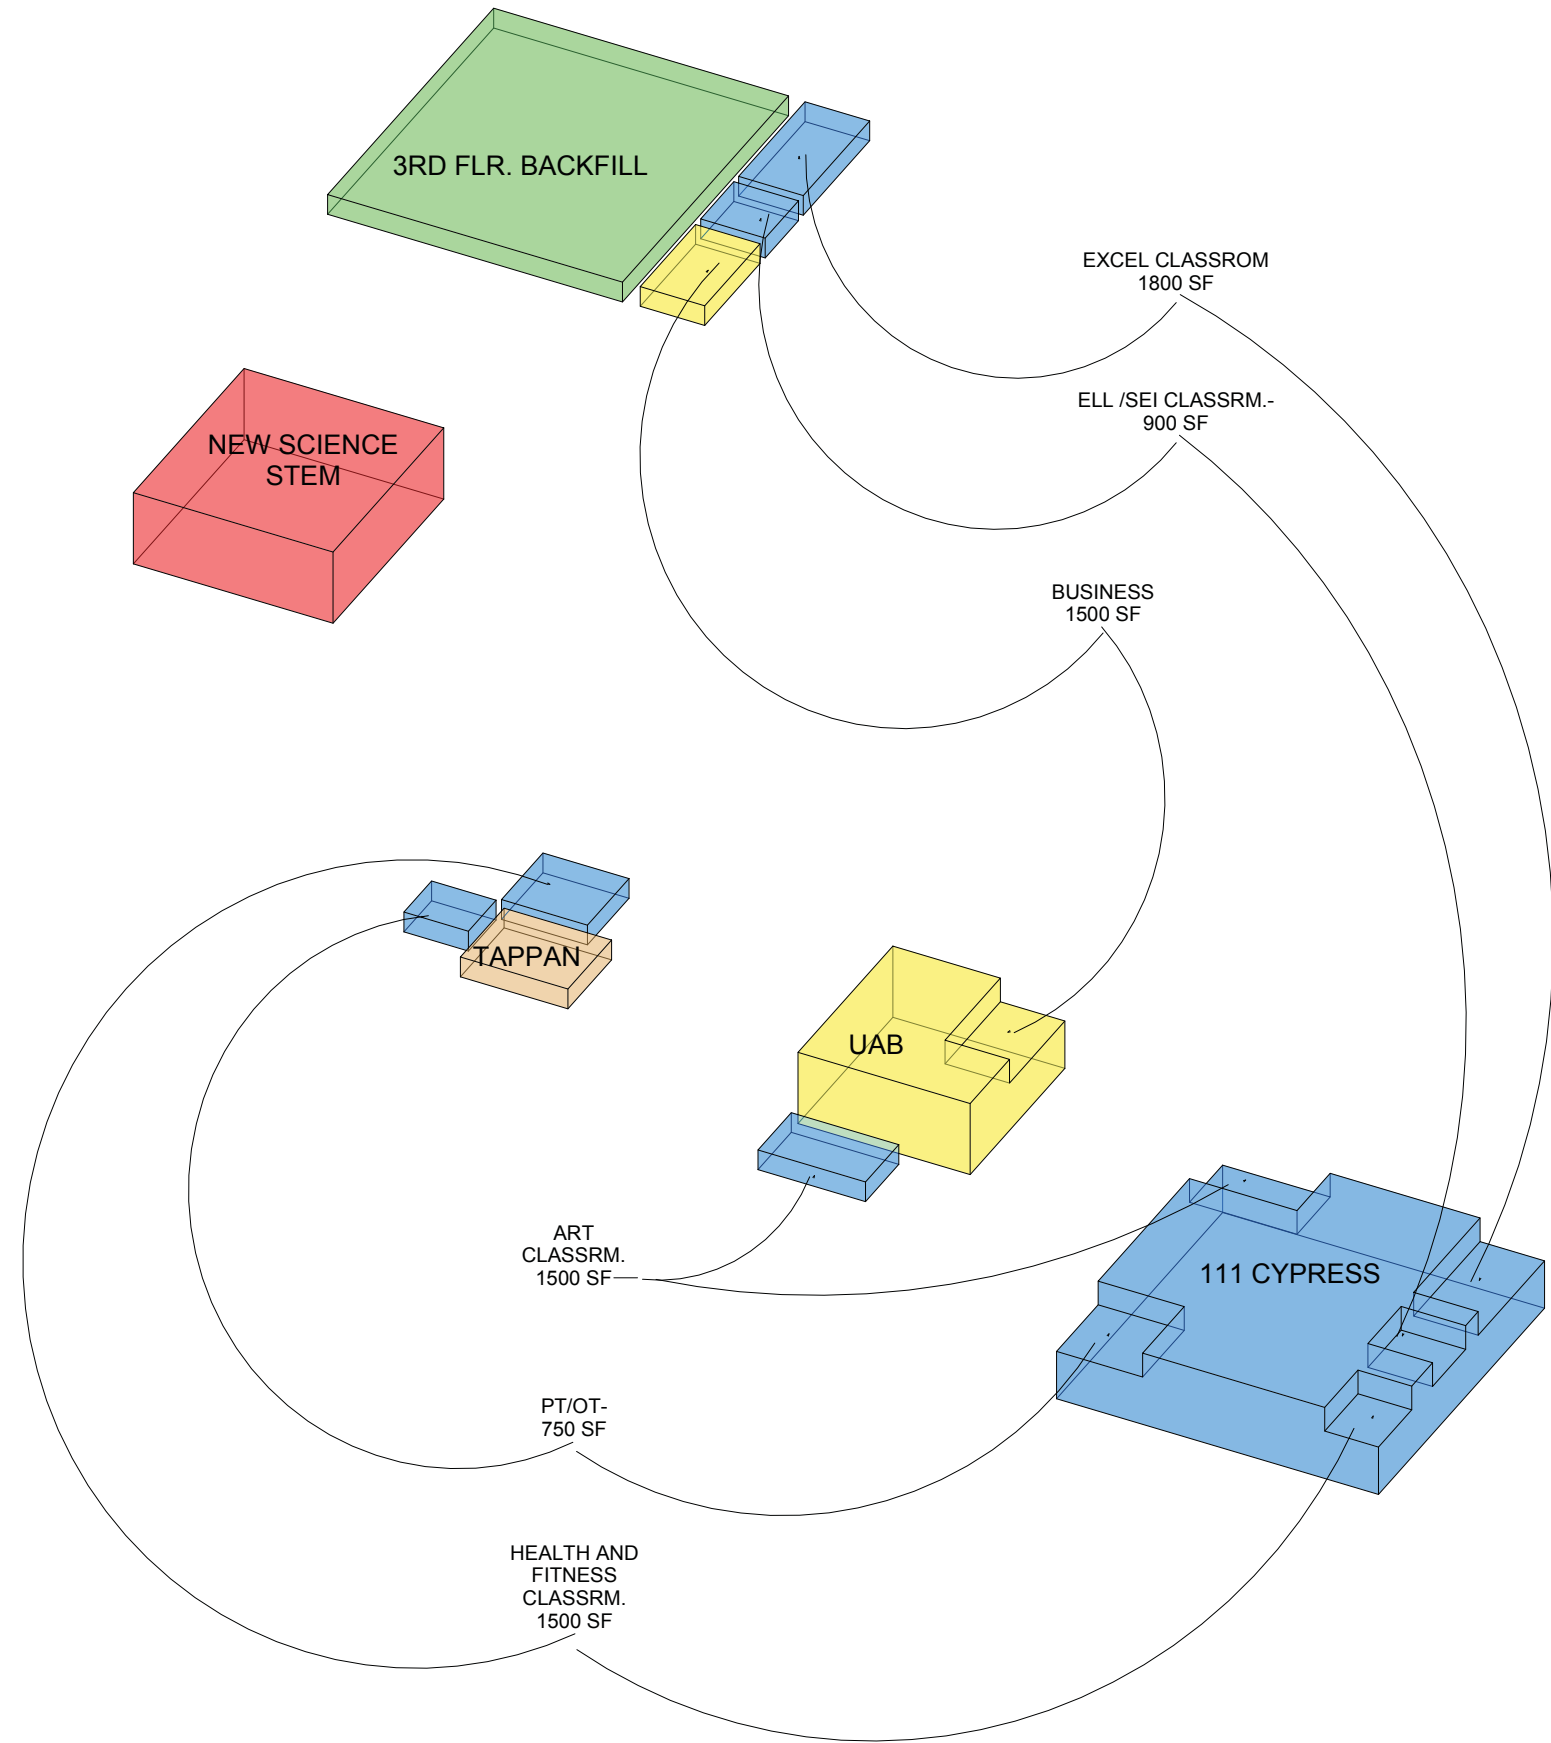 3RD FLR. BACKFILL
EXCEL CLASSROM
1800 SF
ELL /SEI CLASSRM.-
900 SF
NEW SCIENCE
STEM
BUSINESS
1500 SF
TAPPAN
UAB
ART
CLASSRM.
1500 SF
111 CYPRESS
PT/OT-
750 SF
HEALTH AND
FITNESS
CLASSRM.
1500 SF